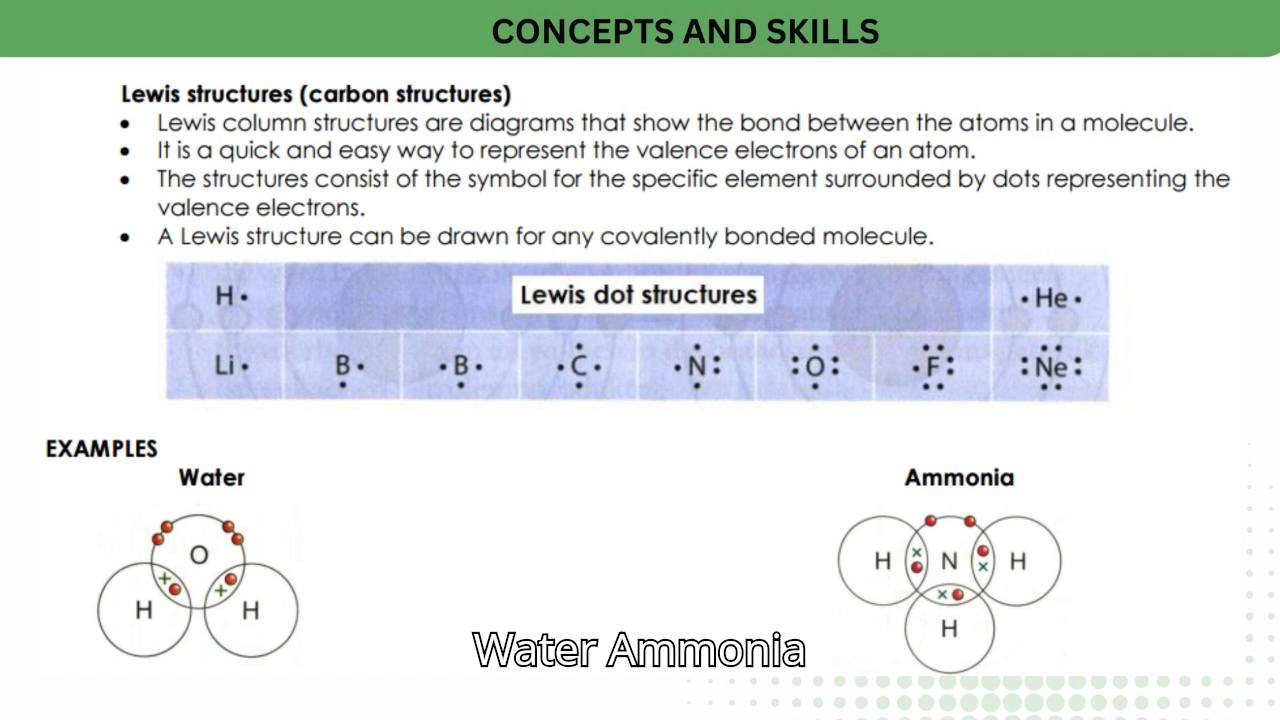 CONCEPTS AND SKILLS
Lewis structures (carbon structures)
• Lewis column structures are diagrams that show the bond between the atoms in a molecule.
• It is a quick and easy way to represent the valence electrons of an atom.
• The structures consist of the symbol for the specific element surrounded by dots representing the
valence electrons.
• A Lewis structure can be drawn for any covalently bonded molecule.
H Lewis dot structures He
Li B B C N O F Ne
EXAMPLES
Water Ammonia
O
H H
H N H
H
Water Ammonia